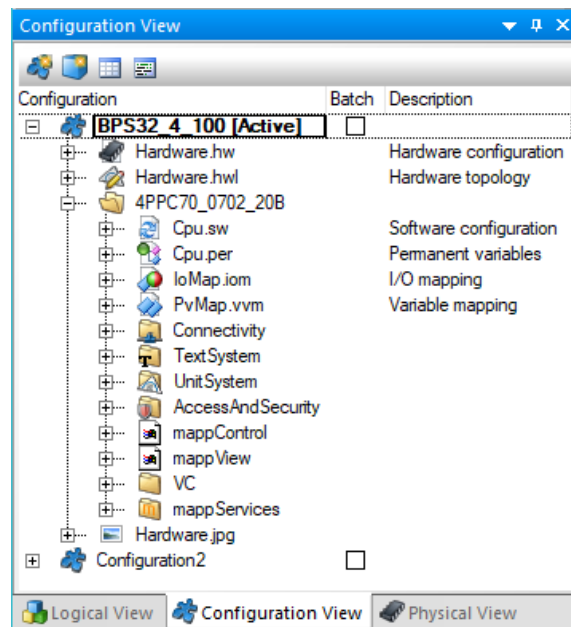 Configuration View
Configuration Batch Description
BPS32_4_100 [Active]
Hardware.hw Hardware configuration
Hardware.hwl Hardware topology
4PPC70_0702_20B
Cpu.sw Software configuration
Cpu.per Permanent variables
IoMap.iom I/O mapping
PvMap.vvm Variable mapping
Connectivity
TextSystem
UnitSystem
AccessAndSecurity
mappControl
mappView
VC
mappServices
Hardware.jpg
Configuration2
Logical View Configuration View Physical View